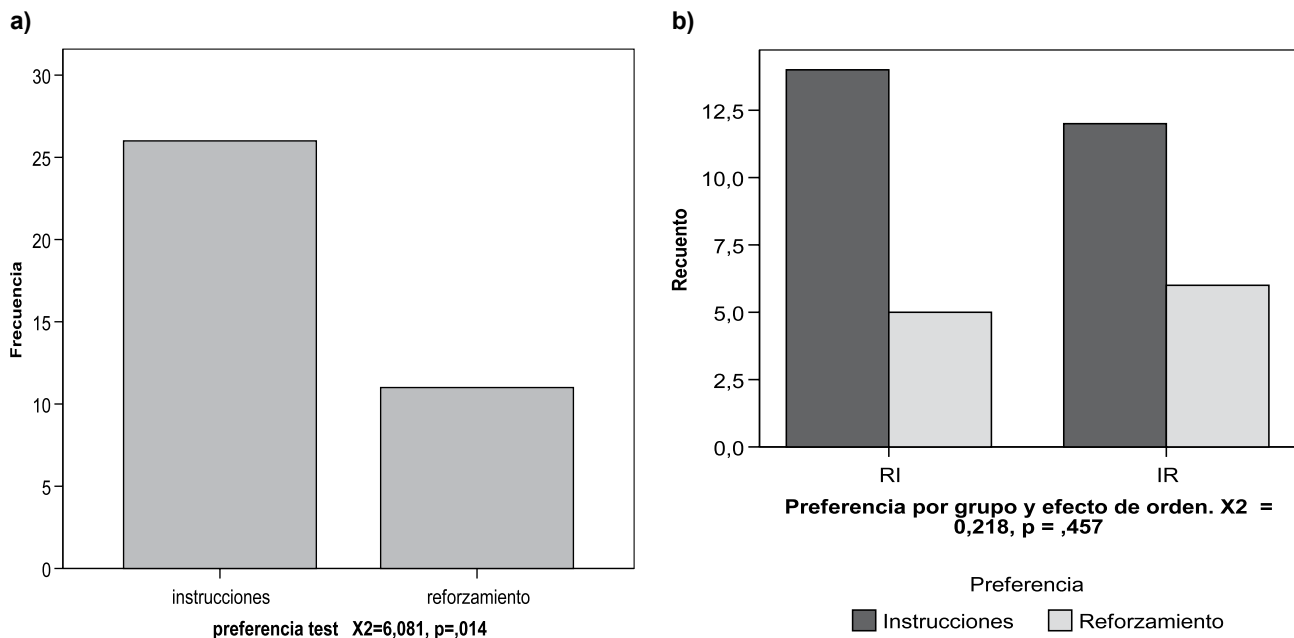 a)
30
25
20
15
10
5
0
Frecuencia
instrucciones
reforzamiento
preferencia test X2=6,081, p=,014
b)
12,5
10,0
7,5
5,0
2,5
0,0
Recuento
RI
IR
Preferencia por grupo y efecto de orden. X2 =
0,218, p = ,457
Preferencia
Instrucciones
Reforzamiento